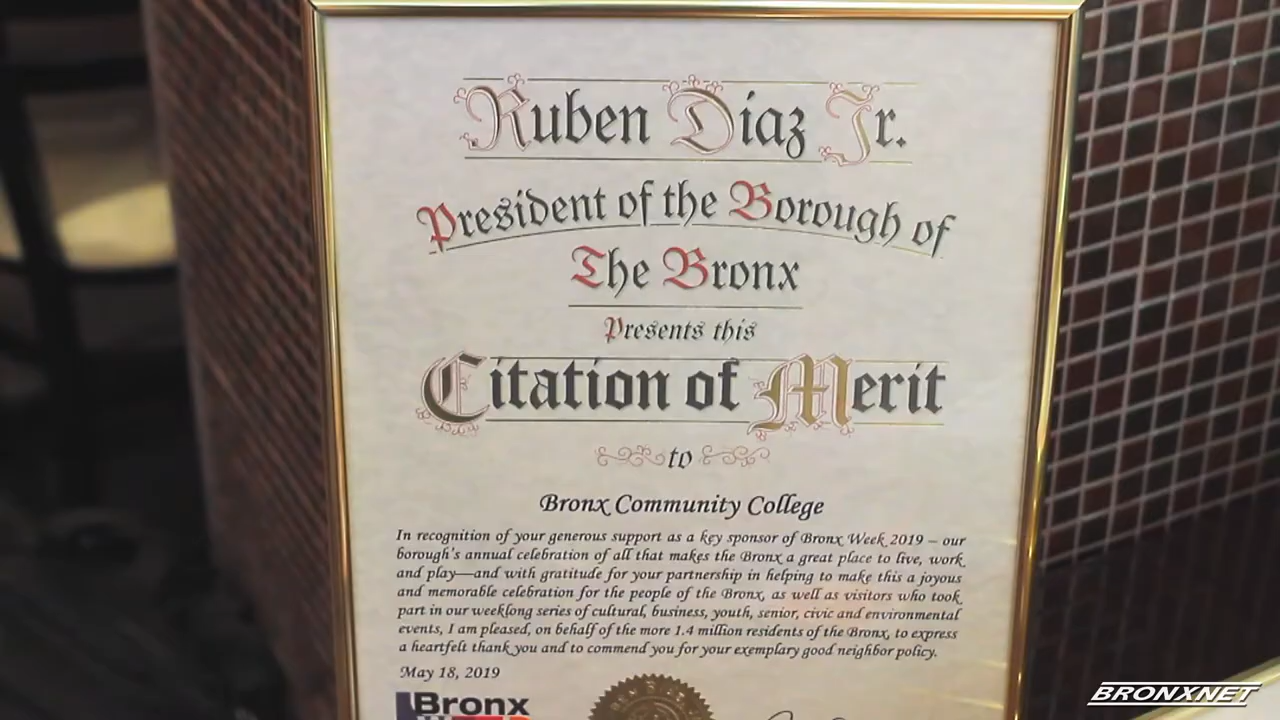 Ruben Diaz Jr.
President of the Borough of
The Bronx
Presents this
Citation of Merit
to
Bronx Community College
In recognition of your generous support as a key sponsor of Bronx Week 2019 – our
borough's annual celebration of all that makes the Bronx a great place to live, work
and play—and with gratitude for your partnership in helping to make this a joyous
and memorable celebration for the people of the Bronx, as well as visitors who took
part in our weeklong series of cultural, business, youth, senior, civic and environmental
events, I am pleased, on behalf of the more 1.4 million residents of the Bronx, to express
a heartfelt thank you and to commend you for your exemplary good neighbor policy.
May 18, 2019
Bronx
BRONXNET